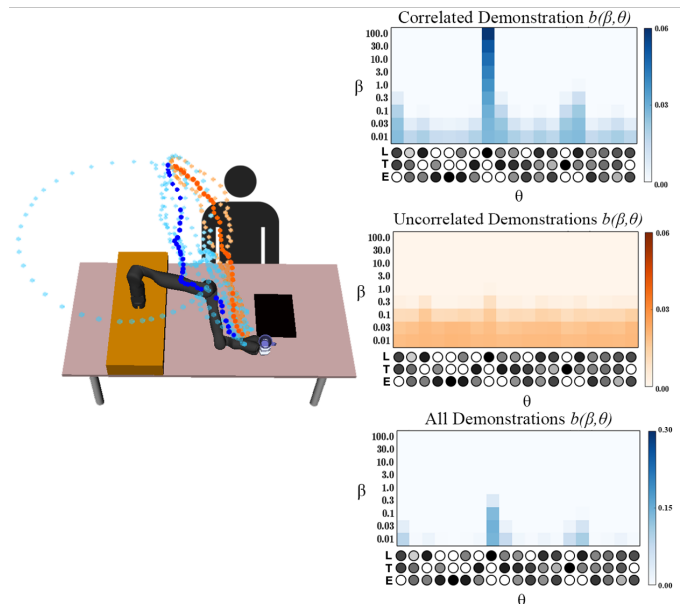 Correlated Demonstration b(β,θ)
100.0
30.0
10.0
3.0
1.0
0.3
0.1
0.03
0.01
β
0.06
0.03
0.00
L
T
E
θ
Uncorrelated Demonstrations b(β,θ)
100.0
30.0
10.0
3.0
1.0
0.3
0.1
0.03
0.01
β
0.06
0.03
0.00
L
T
E
θ
All Demonstrations b(β,θ)
100.0
30.0
10.0
3.0
1.0
0.3
0.1
0.03
0.01
β
0.30
0.15
0.00
L
T
E
θ